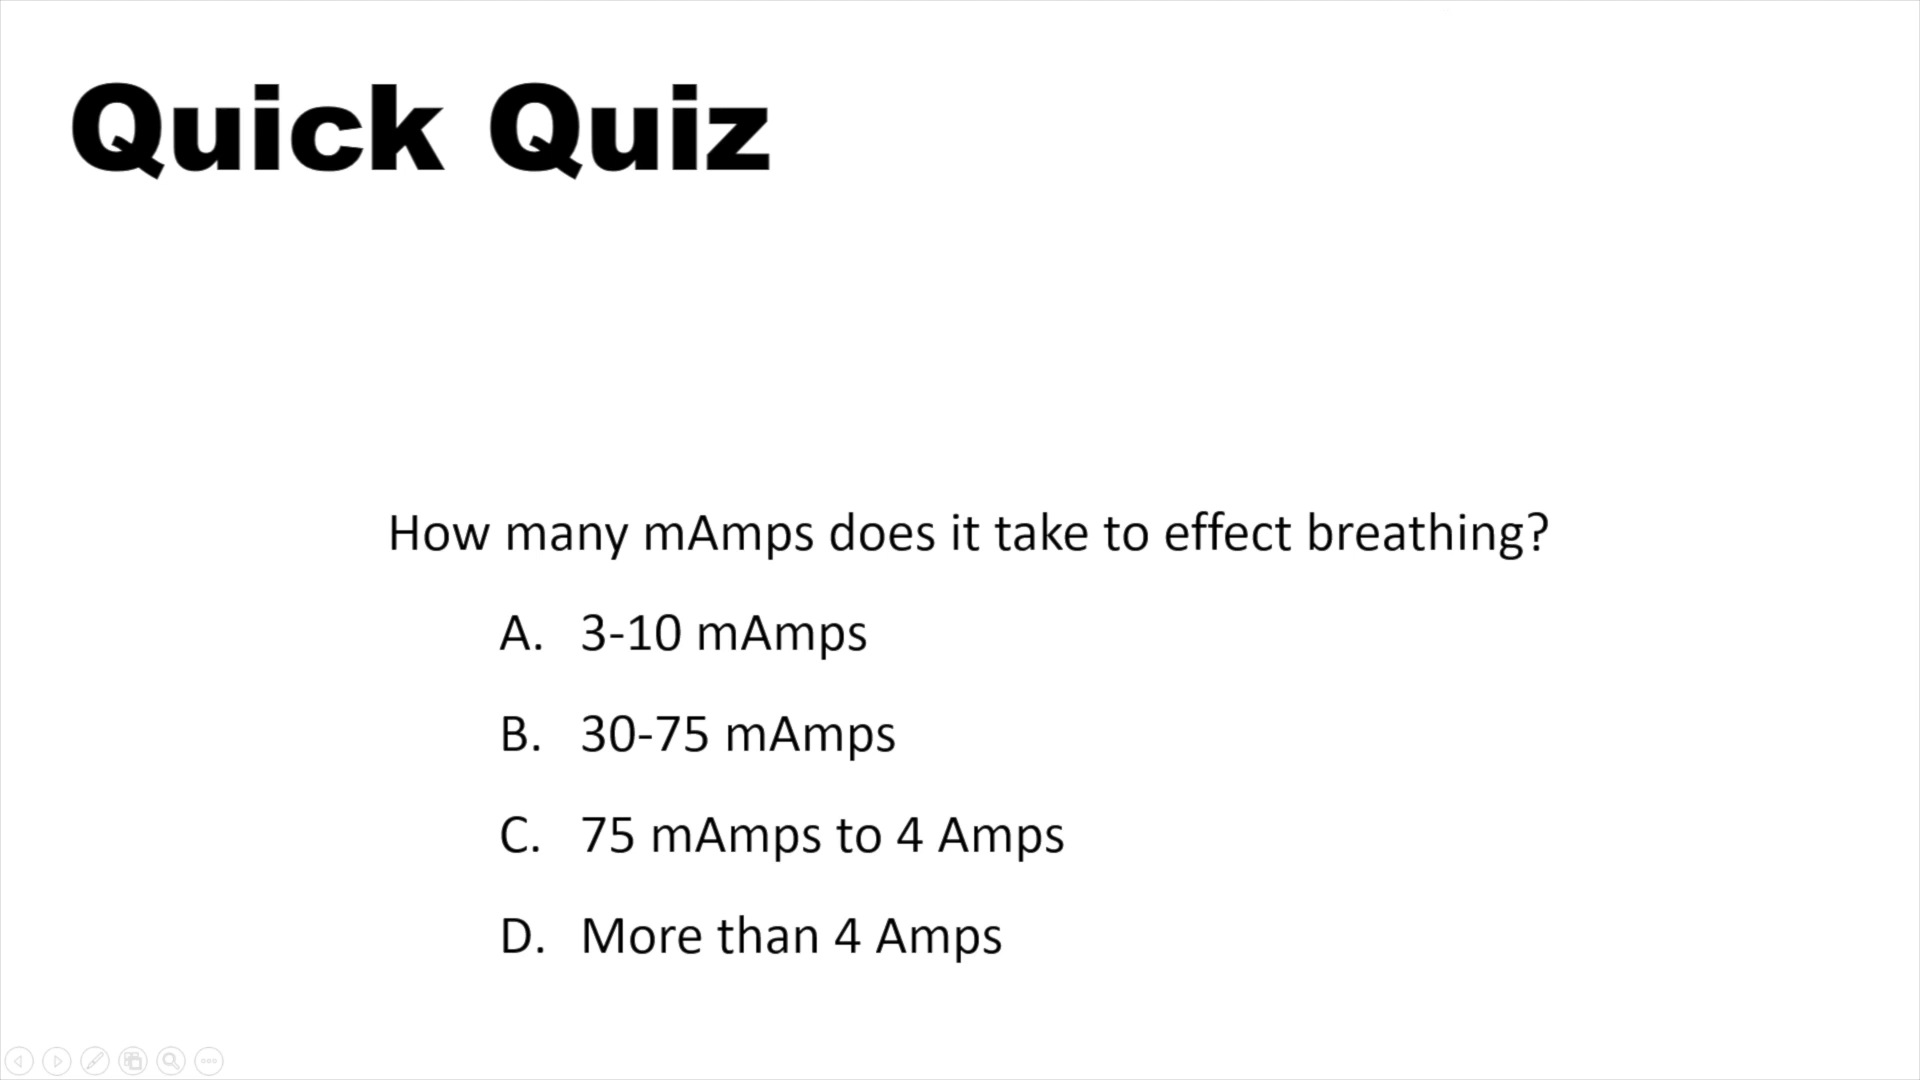 Quick Quiz
How many mAmps does it take to effect breathing?
A. 3-10 mAmps
B. 30-75 mAmps
C. 75 mAmps to 4 Amps
D. More than 4 Amps